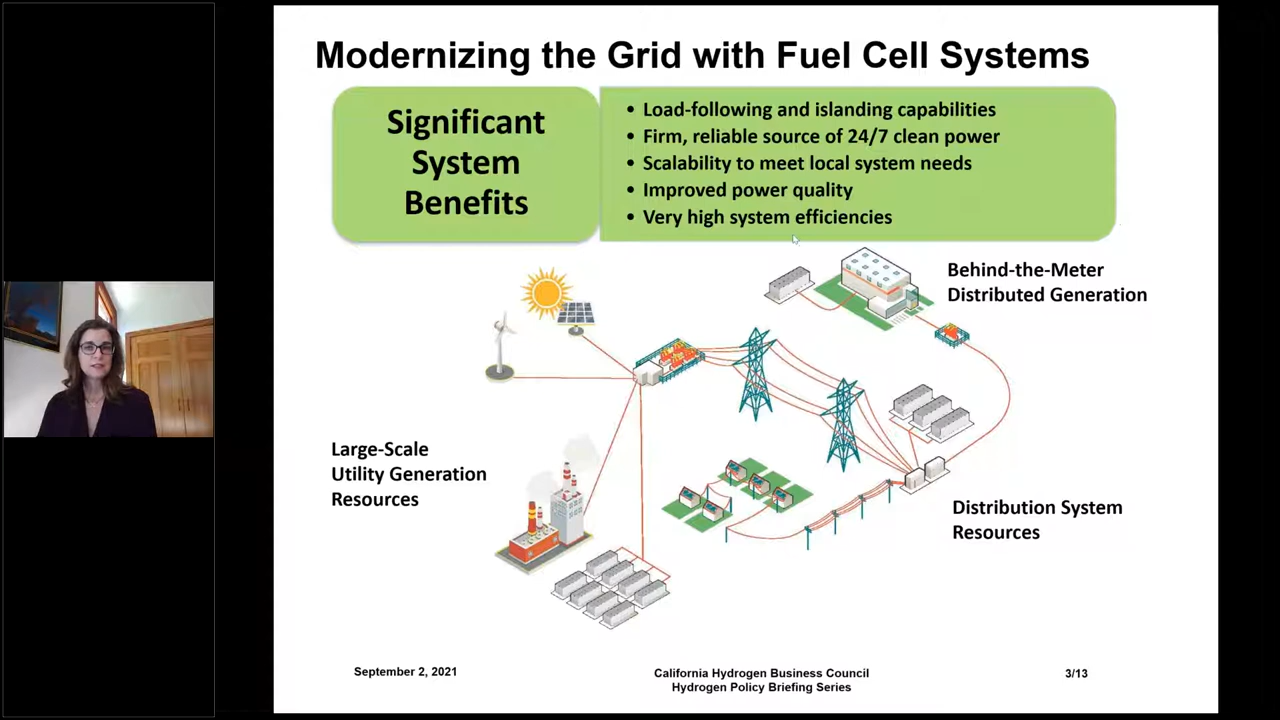 Modernizing the Grid with Fuel Cell Systems
Significant
System
Benefits
• Load-following and islanding capabilities
• Firm, reliable source of 24/7 clean power
• Scalability to meet local system needs
• Improved power quality
• Very high system efficiencies
Behind-the-Meter
Distributed Generation
Large-Scale
Utility Generation
Resources
Distribution System
Resources
September 2, 2021
California Hydrogen Business Council
Hydrogen Policy Briefing Series
3/13